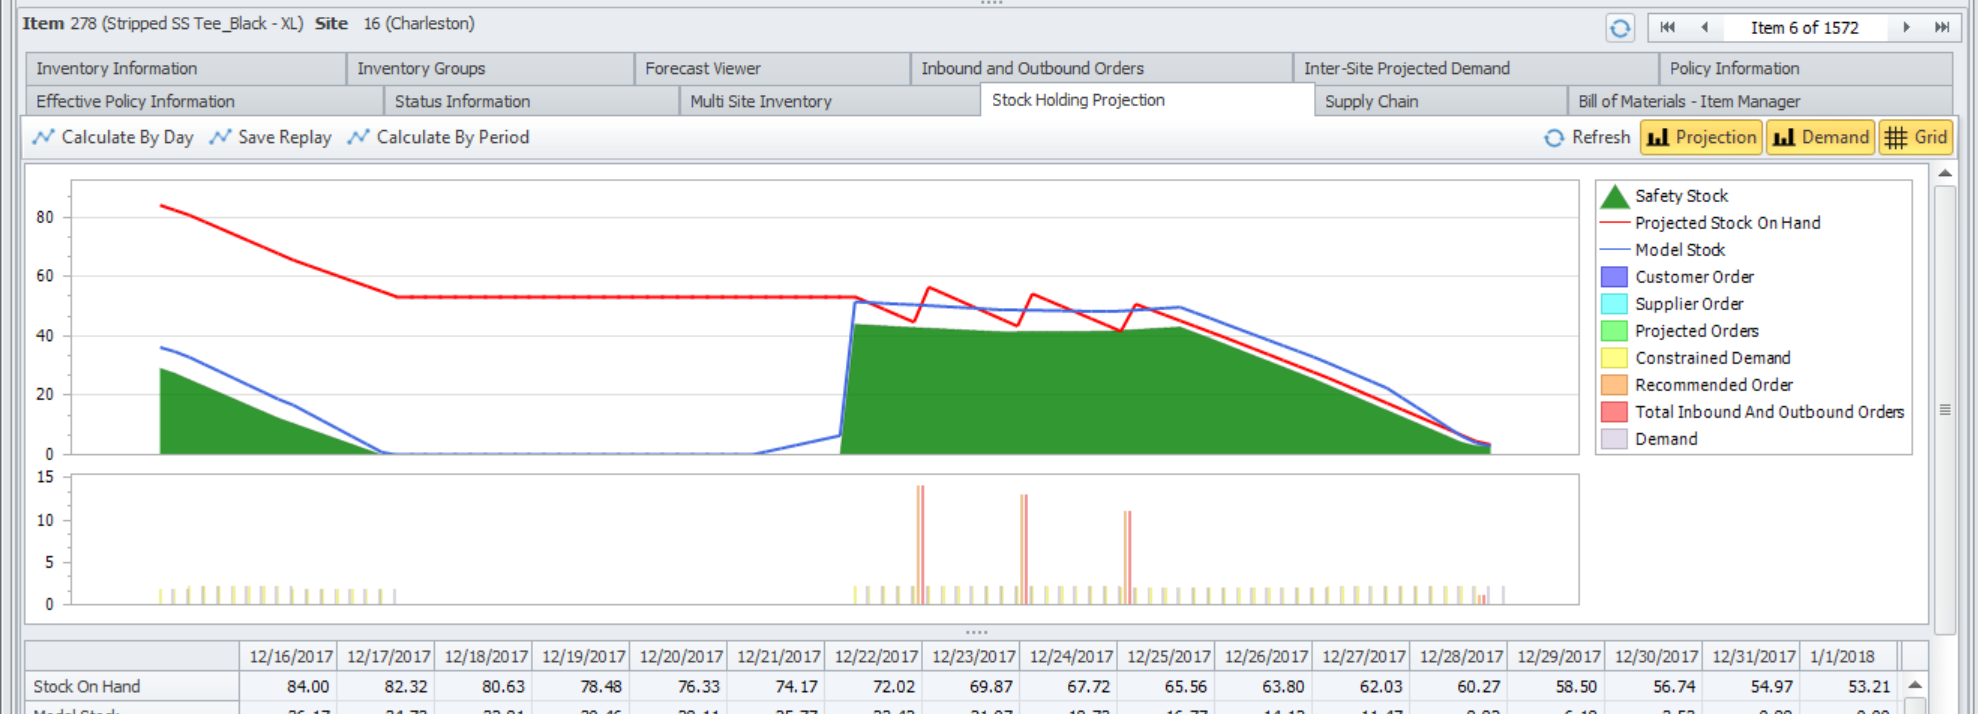 Item 278 (Stripped SS Tee_Black - XL) Site 16 (Charleston)
Item 6 of 1572
Inventory Information Inventory Groups Forecast Viewer Inbound and Outbound Orders Inter-Site Projected Demand Policy Information
Effective Policy Information Status Information Multi Site Inventory Stock Holding Projection Supply Chain Bill of Materials - Item Manager
Calculate By Day Save Replay Calculate By Period Refresh Projection Demand Grid
80
60
40
20
0
Safety Stock
Projected Stock On Hand
Model Stock
Customer Order
Supplier Order
Projected Orders
Constrained Demand
Recommended Order
Total Inbound And Outbound Orders
Demand
15
10
5
0
12/16/2017 12/17/2017 12/18/2017 12/19/2017 12/20/2017 12/21/2017 12/22/2017 12/23/2017 12/24/2017 12/25/2017 12/26/2017 12/27/2017 12/28/2017 12/29/2017 12/30/2017 12/31/2017 1/1/2018
Stock On Hand 84.00 82.32 80.63 78.48 76.33 74.17 72.02 69.87 67.72 65.56 63.80 62.03 60.27 58.50 56.74 54.97 53.21
Model Stock